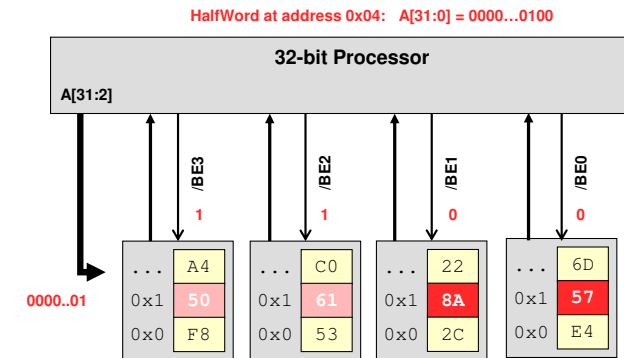 HalfWord at address 0x04: A[31:0] = 0000…0100
32-bit Processor
A[31:2]
/BE3 /BE2 /BE1 /BE0
1 1 0 0
... A4 ... C0 ... 22 ... 6D
0000..01 0x1 50 0x1 61 0x1 8A 0x1 57
0x0 F8 0x0 53 0x0 2C 0x0 E4